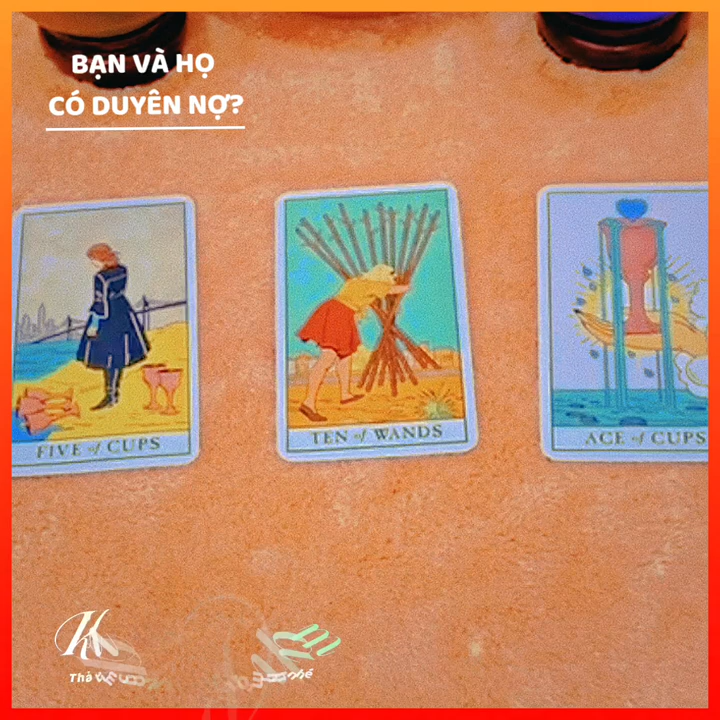 BẠN VÀ HỌ
CÓ DUYÊN NỢ?
FIVE of CUPS
TEN of WANDS
ACE of CUPS